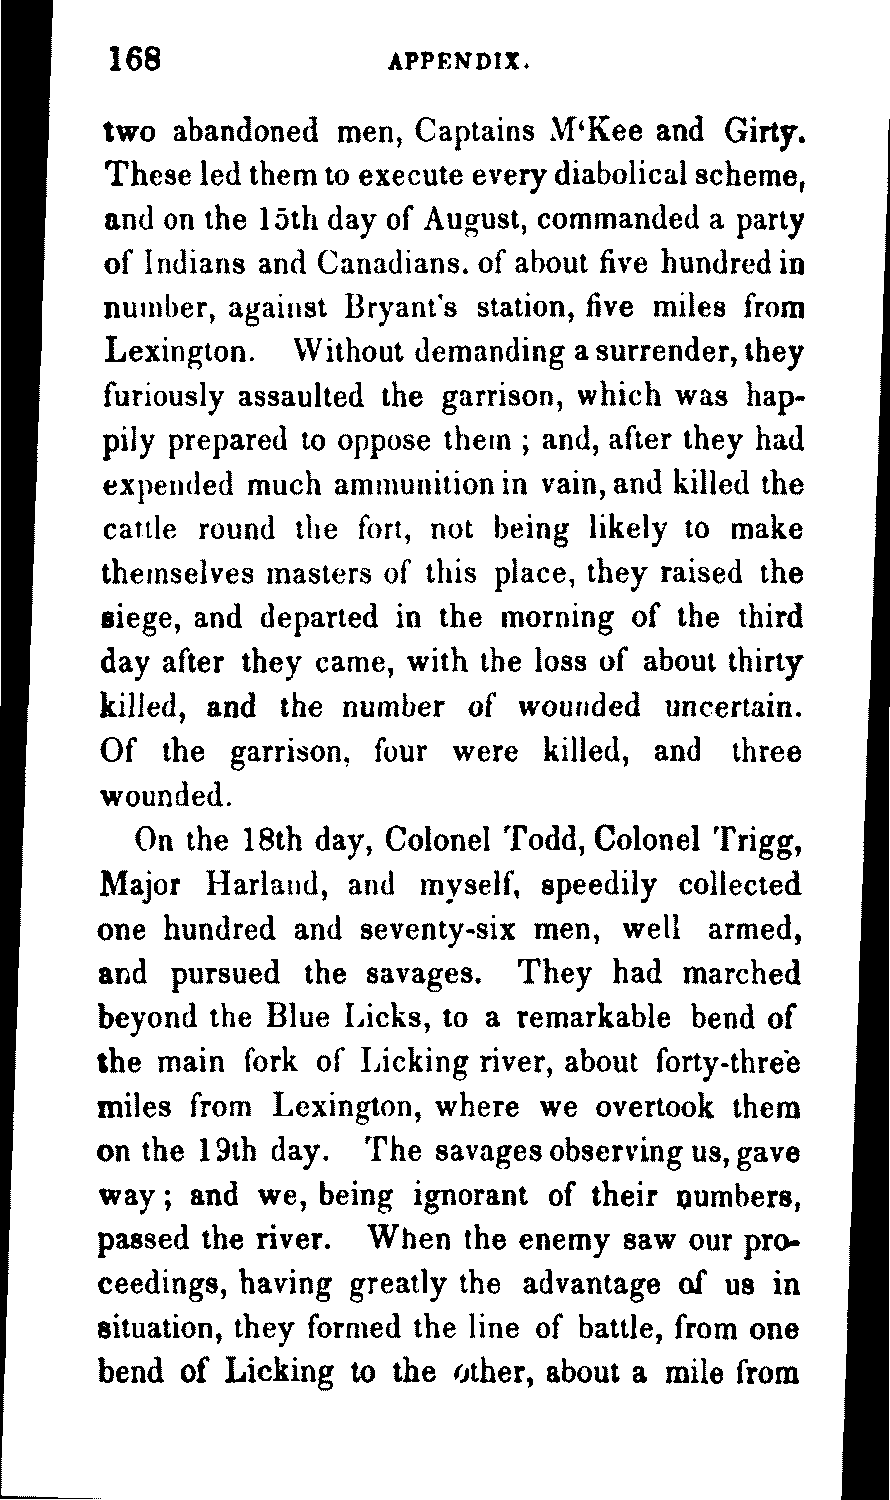 168 APPENDIX.
two abandoned men, Captains M‘Kee and Girty.
These led them to execute every diabolical scheme,
and on the 15th day of August, commanded a party
of Indians and Canadians. of about five hundred in
number, against Bryant's station, five miles from
Lexington. Without demanding a surrender, they
furiously assaulted the garrison, which was hap-
pily prepared to oppose them ; and, after they had
expended much ammunition in vain, and killed the
cattle round the fort, not being likely to make
themselves masters of this place, they raised the
siege, and departed in the morning of the third
day after they came, with the loss of about thirty
killed, and the number of wounded uncertain.
Of the garrison, four were killed, and three
wounded.
On the 18th day, Colonel Todd, Colonel Trigg,
Major Harland, and myself, speedily collected
one hundred and seventy-six men, well armed,
and pursued the savages. They had marched
beyond the Blue Licks, to a remarkable bend of
the main fork of Licking river, about forty-three
miles from Lexington, where we overtook them
on the 19th day. The savages observing us, gave
way ; and we, being ignorant of their numbers,
passed the river. When the enemy saw our pro-
ceedings, having greatly the advantage of us in
situation, they formed the line of battle, from one
bend of Licking to the other, about a mile from